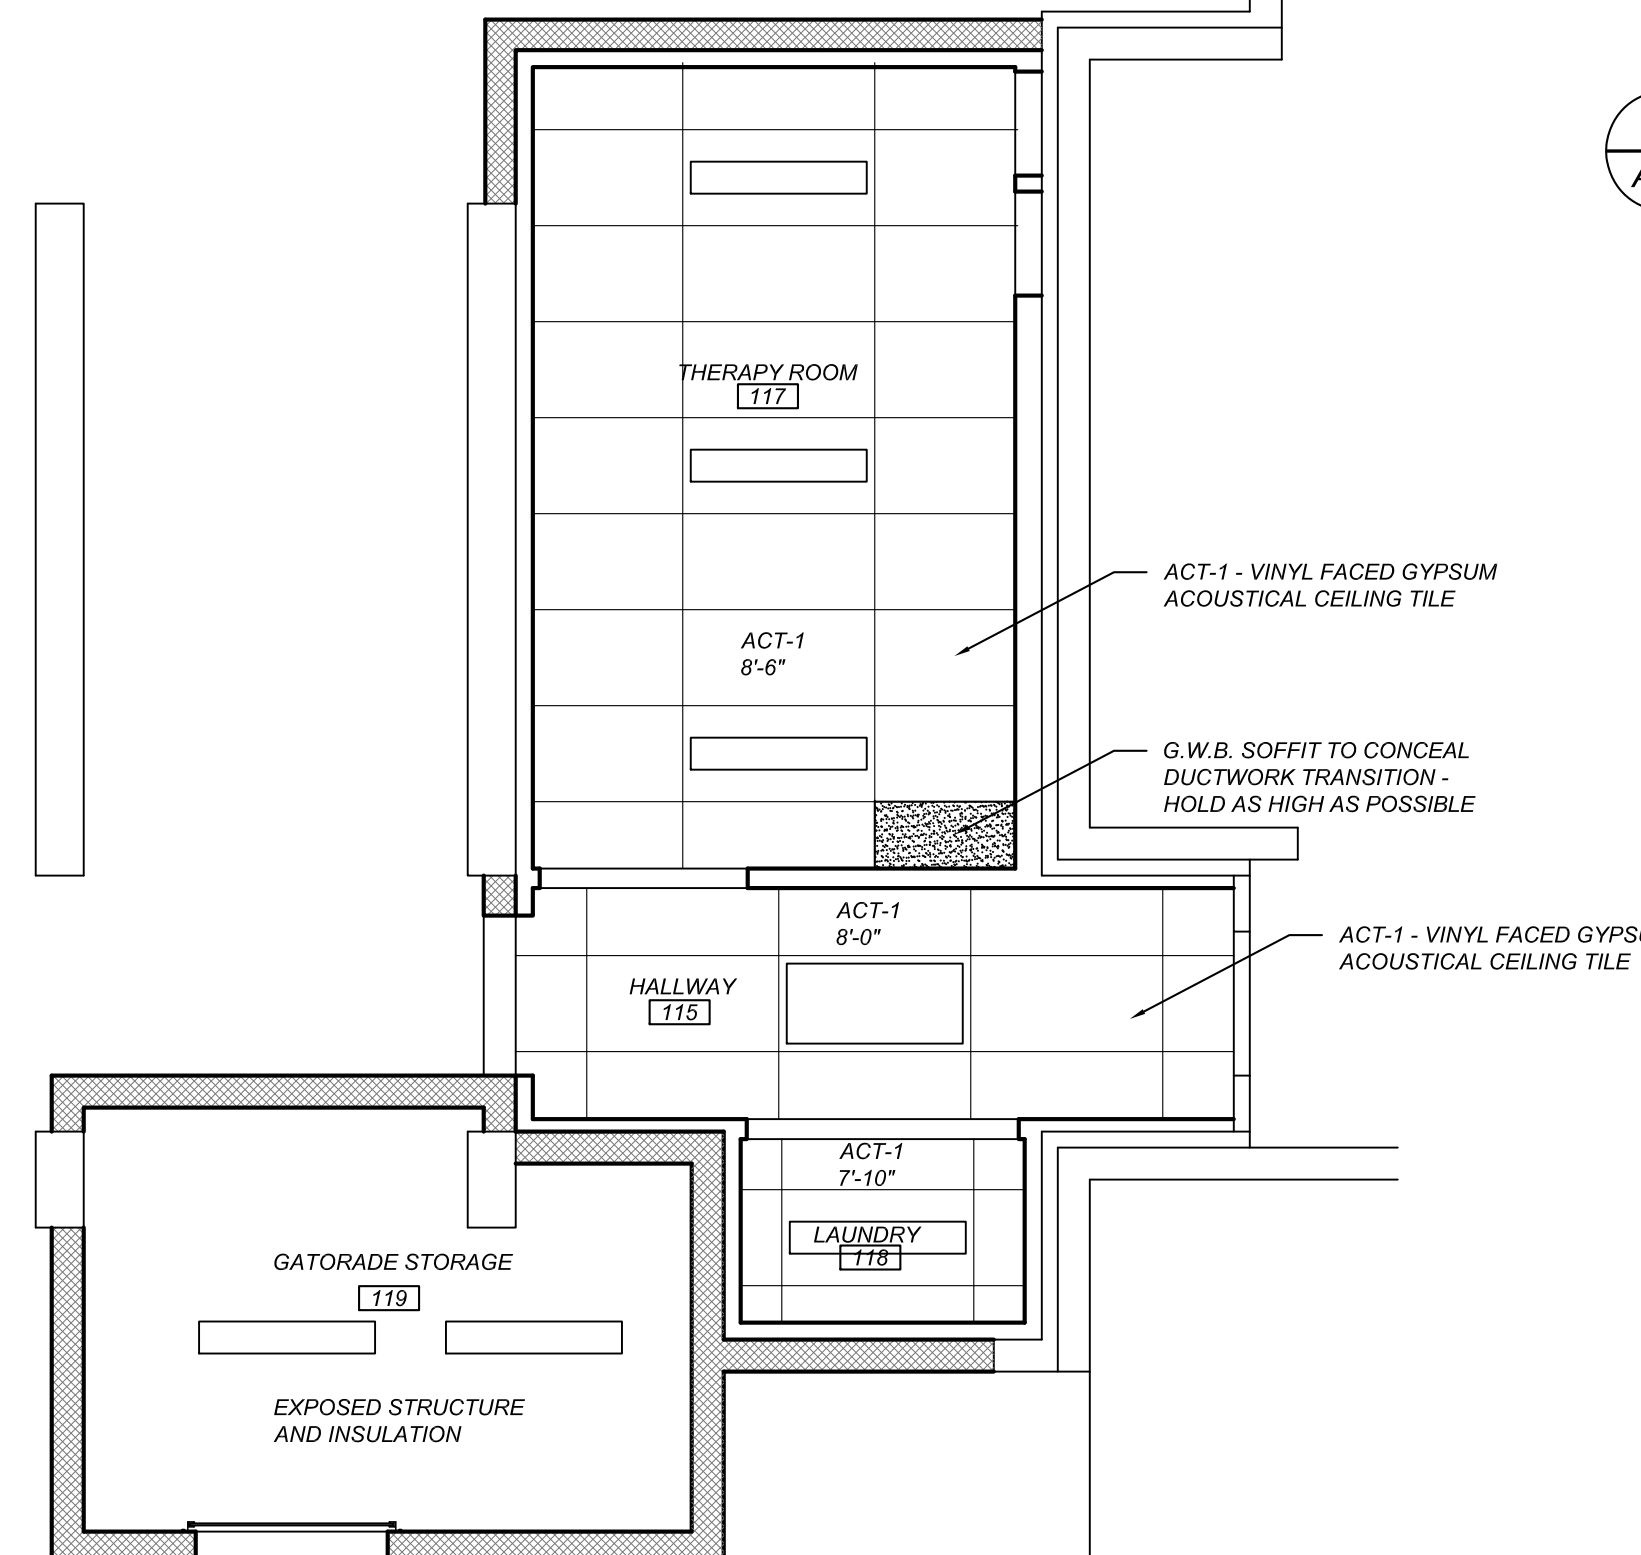 THERAPY ROOM
117
ACT-1 - VINYL FACED GYPSUM
ACOUSTICAL CEILING TILE
ACT-1
8'-6"
G.W.B. SOFFIT TO CONCEAL
DUCTWORK TRANSITION -
HOLD AS HIGH AS POSSIBLE
ACT-1
8'-0"
ACT-1 - VINYL FACED
ACOUSTICAL CEILING TILE
HALLWAY
115
ACT-1
7'-10"
LAUNDRY
118
GATORADE STORAGE
119
EXPOSED STRUCTURE
AND INSULATION